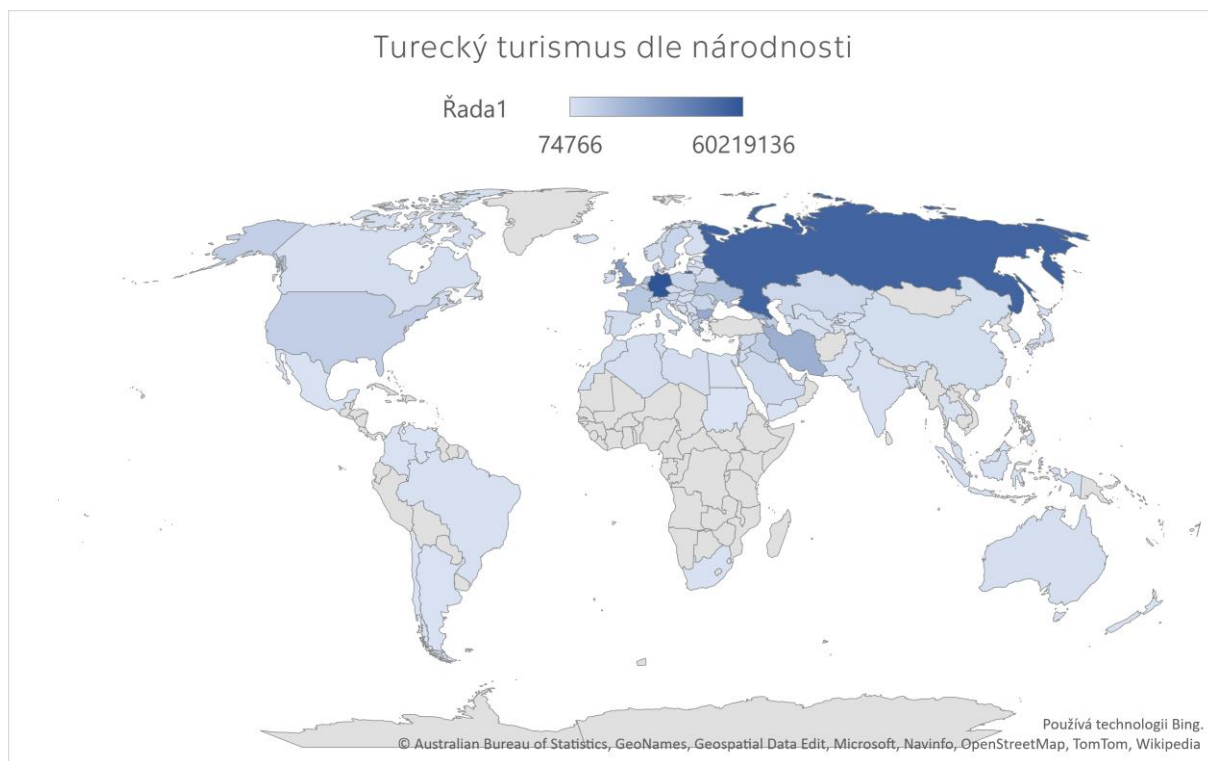 Turecký turismus dle národnosti
Řada1
74766 60219136
Používá technologii Bing.
© Australian Bureau of Statistics, GeoNames, Geospatial Data Edit, Microsoft, Navinfo, OpenStreetMap, TomTom, Wikipedia